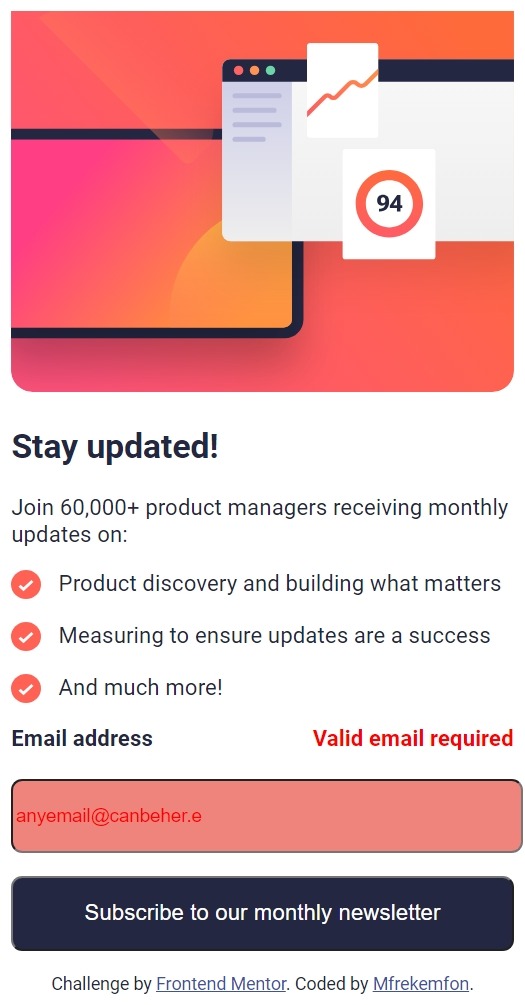 94
Stay updated!
Join 60,000+ product managers receiving monthly
updates on:
Product discovery and building what matters
Measuring to ensure updates are a success
And much more!
Email address Valid email required
anyemail@canbeher.e
Subscribe to our monthly newsletter
Challenge by Frontend Mentor. Coded by Mfrekemfon.